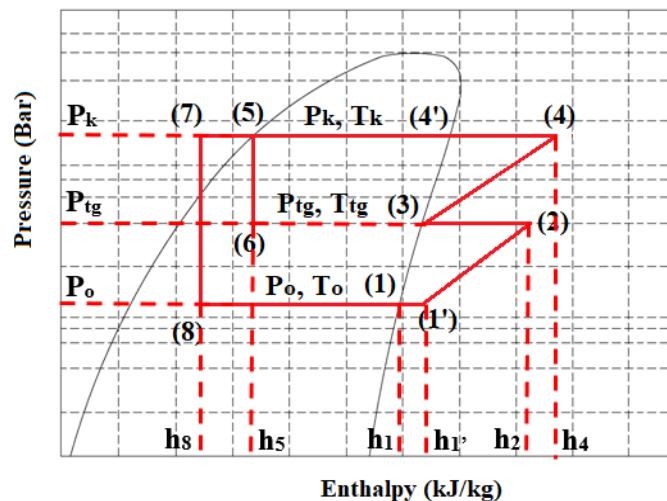 (7) (5) Pk, Tk (4') (4)
Pk
Ptg
Ptg, Ttg (3) (2)
(6)
Po
Po, To (1)
(8) (1')
h8 h5 h1 h1' h2 h4
Pressure (Bar)
Enthalpy (kJ/kg)